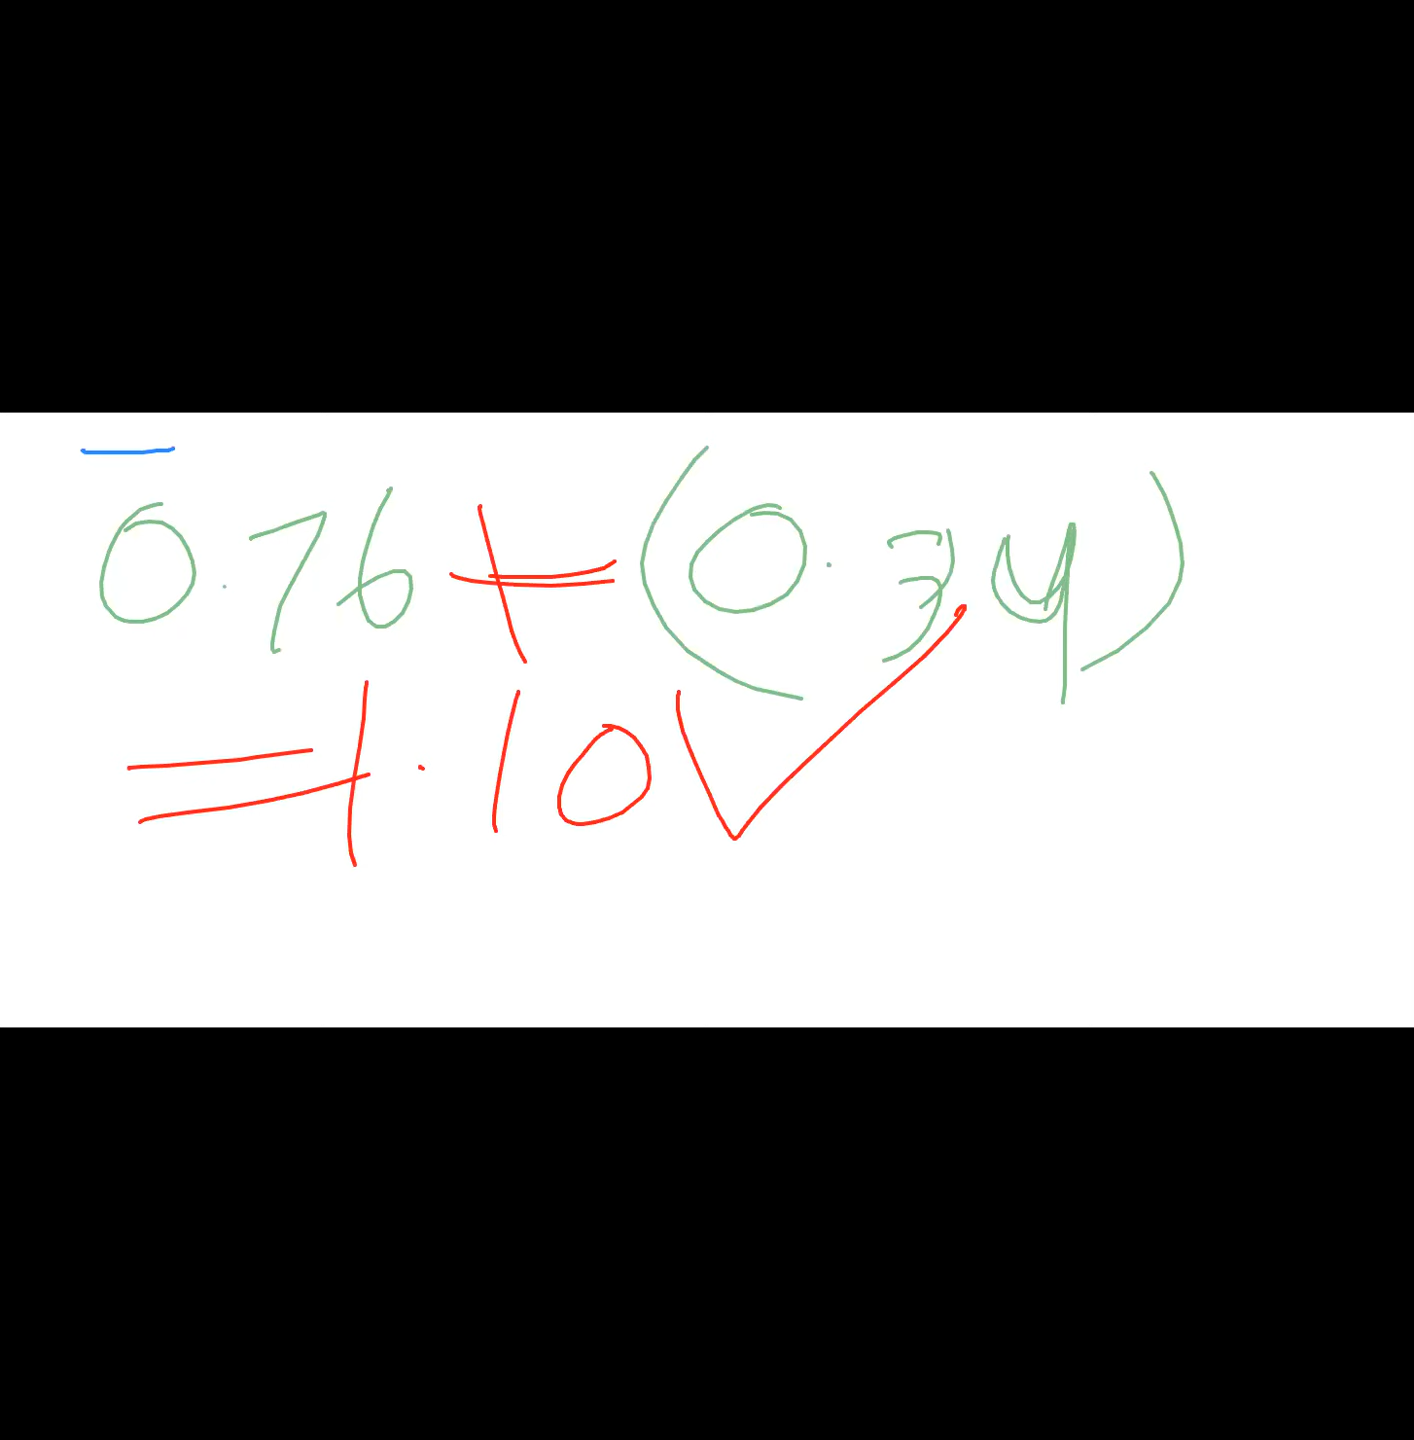 0.76 + (0.34)
= 1.10 ✓